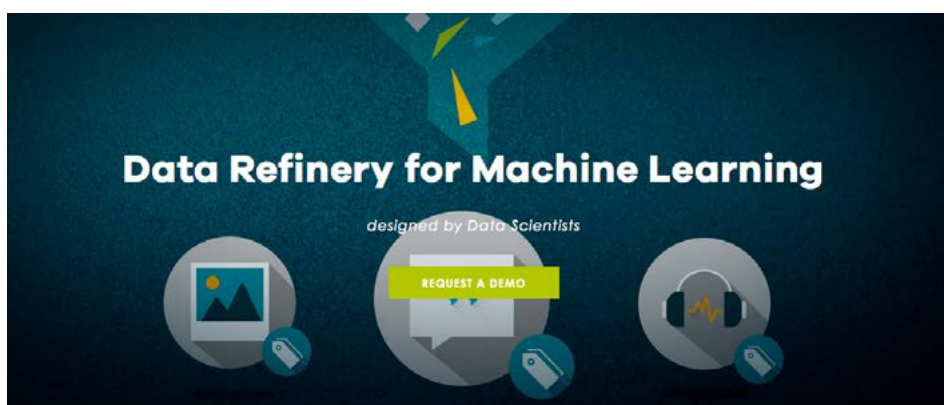 Data Refinery for Machine Learning
designed by Data Scientists
REQUEST A DEMO